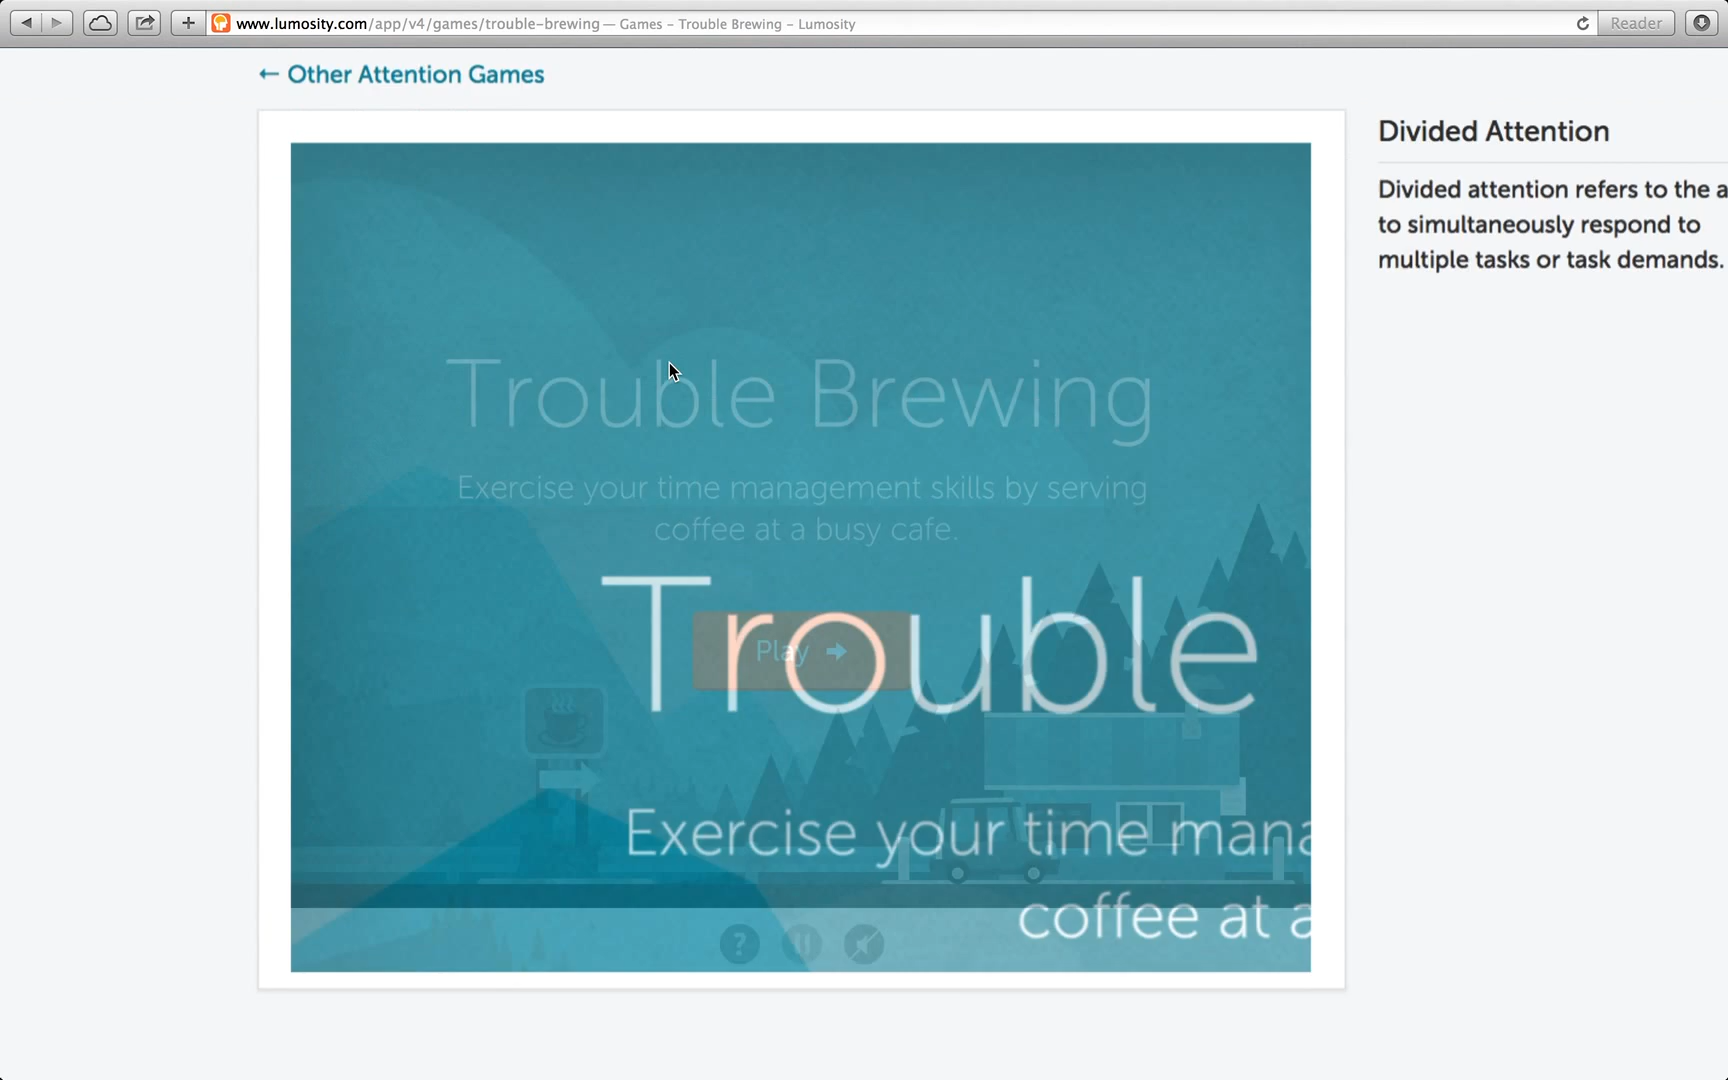 www.lumosity.com/app/v4/games/trouble-brewing — Games – Trouble Brewing – Lumosity
Reader
← Other Attention Games
Divided Attention
Divided attention refers to the a
to simultaneously respond to
multiple tasks or task demands.
Trouble Brewing
Exercise your time management skills by serving
coffee at a busy cafe.
Play
Trouble
Exercise your time mana
coffee at a
?